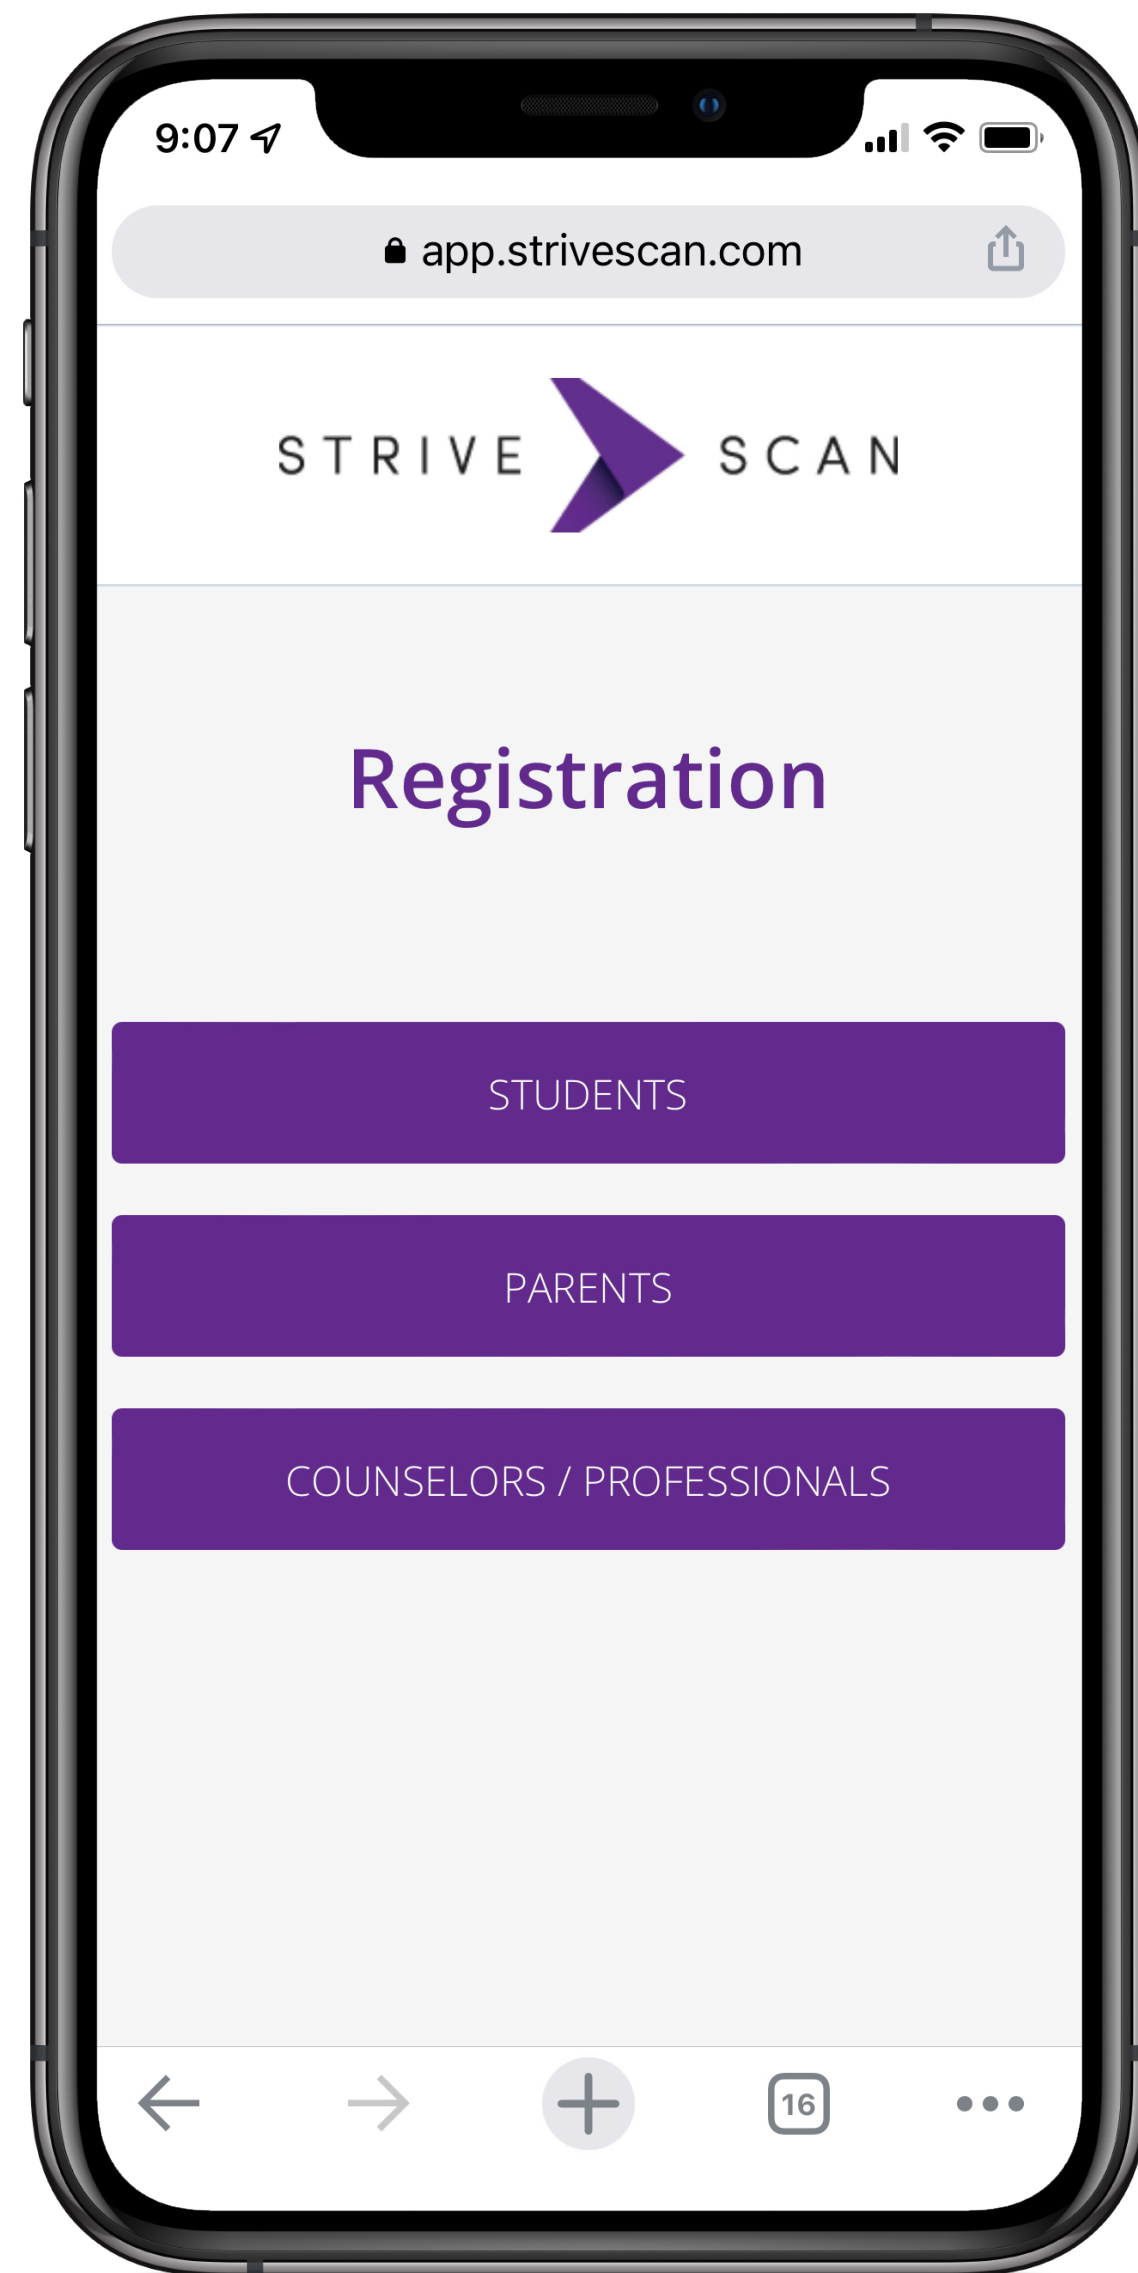 9:07
app.strivescan.com
STRIVE SCAN
Registration
STUDENTS
PARENTS
COUNSELORS / PROFESSIONALS
16